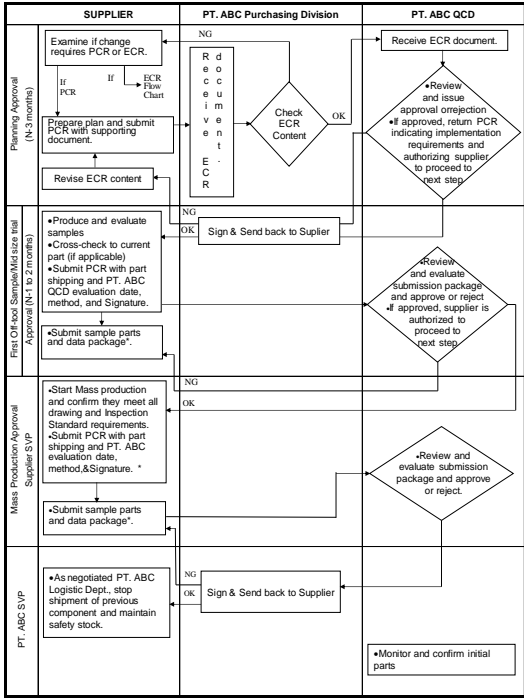 SUPPLIER
PT. ABC Purchasing Division
PT. ABC QCD
Planning Approval
(N-3 months)
Examine if change
requires PCR or ECR.
If
PCR
If
ECR
Flow
Chart
Prepare plan and submit
PCR with supporting
document.
Revise ECR content
NG
Receive ECR
document.
Check
ECR
Content
OK
Receive ECR document.
•Review
and issue
approval orrejection
•If approved, return PCR
indicating implementation
requirements and
authorizing supplier
to proceed to
next step
First Off-tool Sample/Mid size trial
Approval (N-1 to 2 months)
•Produce and evaluate
samples
•Cross-check to current
part (if applicable)
•Submit PCR with part
shipping and PT. ABC
QCD evaluation date,
method, and Signature.
•Submit sample parts
and data package*.
NG
OK
Sign & Send back to Suplier
•Review
and evaluate
submission package
and approve or reject
•If approved, supplier is
authorized to
proceed to
next step
Mass Production Approval
Supplier SVP
•Start Mass production
and confirm they meet all
drawing and Inspection
Standard requirements.
•Submit PCR with part
shipping and PT. ABC
evaluation date,
method,&Signature. *
•Submit sample parts
and data package*.
NG
OK
•Review and
evaluate submission
package and approve
or reject.
PT. ABC SVP
•As negotiated PT. ABC
Logistic Dept., stop
shipment of previous
component and maintain
safety stock.
NG
OK
Sign & Send back to Supplier
•Monitor and confirm initial
parts